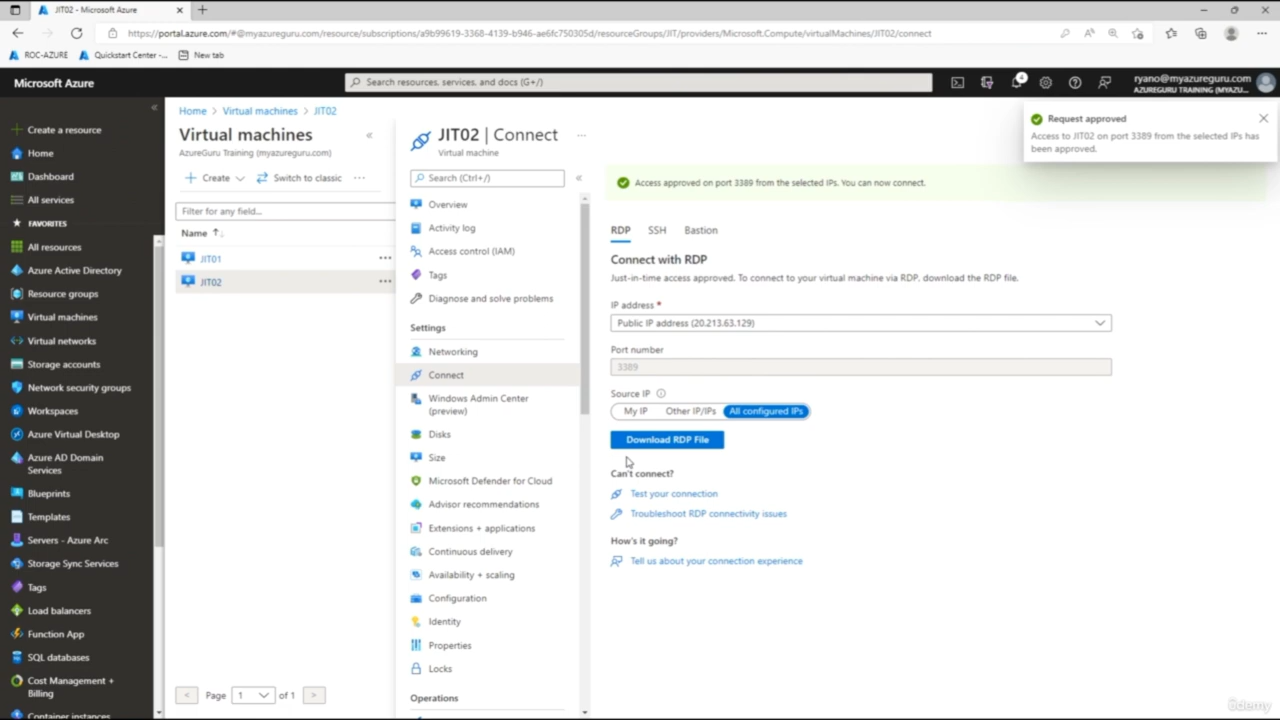 JIT02 - Microsoft Azure
https://portal.azure.com/#@myazureguru.com/resource/subscriptions/a9b99619-3368-4139-b946-ae6fc750305d/resourceGroups/JIT/providers/Microsoft.Compute/virtualMachines/JIT02/connect
ROC-AZURE
Quickstart Center -...
New tab
Microsoft Azure
Search resources, services, and docs (G+/)
4
ryano@myazureguru.com
AZUREGURU TRAINING (MYAZU...
Create a resource
Home
Dashboard
All services
FAVORITES
All resources
Azure Active Directory
Resource groups
Virtual machines
Virtual networks
Storage accounts
Network security groups
Workspaces
Azure Virtual Desktop
Azure AD Domain
Services
Blueprints
Templates
Servers - Azure Arc
Storage Sync Services
Tags
Load balancers
Function App
SQL databases
Cost Management +
Billing
Container instances
Home > Virtual machines > JIT02
Virtual machines
AzureGuru Training (myazureguru.com)
Create
Switch to classic
Filter for any field...
Name
JIT01
JIT02
< Page 1 of 1 >
JIT02 | Connect
Virtual machine
Search (Ctrl+/)
Overview
Activity log
Access control (IAM)
Tags
Diagnose and solve problems
Settings
Networking
Connect
Windows Admin Center
(preview)
Disks
Size
Microsoft Defender for Cloud
Advisor recommendations
Extensions + applications
Continuous delivery
Availability + scaling
Configuration
Identity
Properties
Locks
Operations
Request approved
Access to JIT02 on port 3389 from the selected IPs has
been approved.
Access approved on port 3389 from the selected IPs. You can now connect.
RDP SSH Bastion
Connect with RDP
Just-in-time access approved. To connect to your virtual machine via RDP, download the RDP file.
IP address *
Public IP address (20.213.63.129)
Port number
3389
Source IP
My IP Other IP/IPs All configured IPs
Download RDP File
Can't connect?
Test your connection
Troubleshoot RDP connectivity issues
How's it going?
Tell us about your connection experience
ûdemy